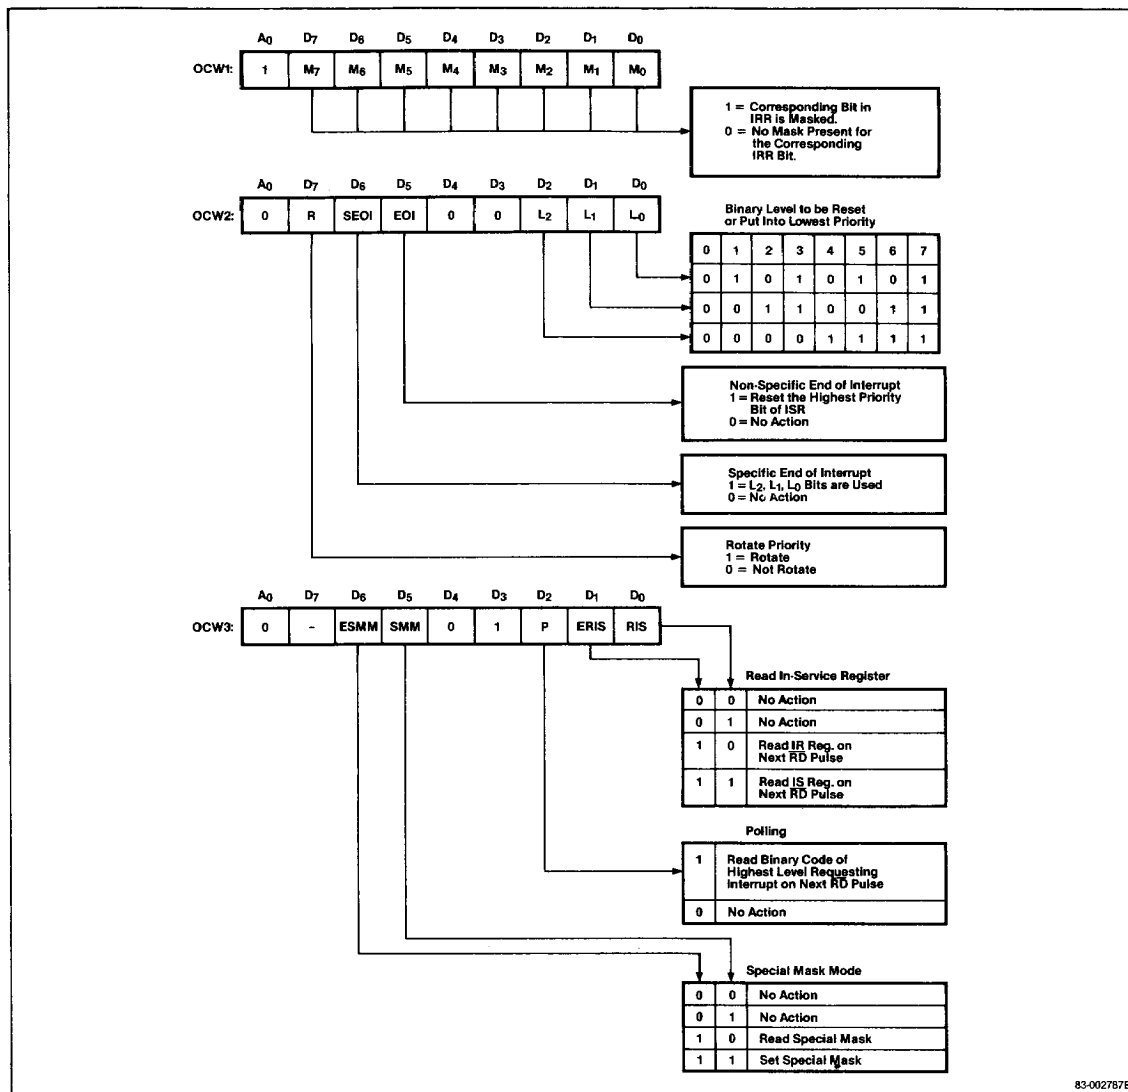 A0 D7 D6 D5 D4 D3 D2 D1 D0
OCW1: 1 M7 M6 M5 M4 M3 M2 M1 M0
1 = Corresponding Bit in
IRR is Masked.
0 = No Mask Present for
the Corresponding
IRR Bit.
A0 D7 D6 D5 D4 D3 D2 D1 D0
OCW2: 0 R SEOI EOI 0 0 L2 L1 L0
Binary Level to be Reset
or Put Into Lowest Priority
0 1 2 3 4 5 6 7
0 1 0 1 0 1 0 1
0 0 1 1 0 0 1 1
0 0 0 0 1 1 1 1
Non-Specific End of Interrupt
1 = Reset the Highest Priority
Bit of ISR
0 = No Action
Specific End of Interrupt
1 = L2, L1, L0 Bits are Used
0 = No Action
Rotate Priority
1 = Rotate
0 = Not Rotate
A0 D7 D6 D5 D4 D3 D2 D1 D0
OCW3: 0 - ESMM SMM 0 1 P ERIS RIS
Read In-Service Register
0 0 No Action
0 1 No Action
1 0 Read IR Reg. on
Next RD Pulse
1 1 Read IS Reg. on
Next RD Pulse
Polling
1 Read Binary Code of
Highest Level Requesting
Interrupt on Next RD Pulse
0 No Action
Special Mask Mode
0 0 No Action
0 1 No Action
1 0 Read Special Mask
1 1 Set Special Mask
83-002787B